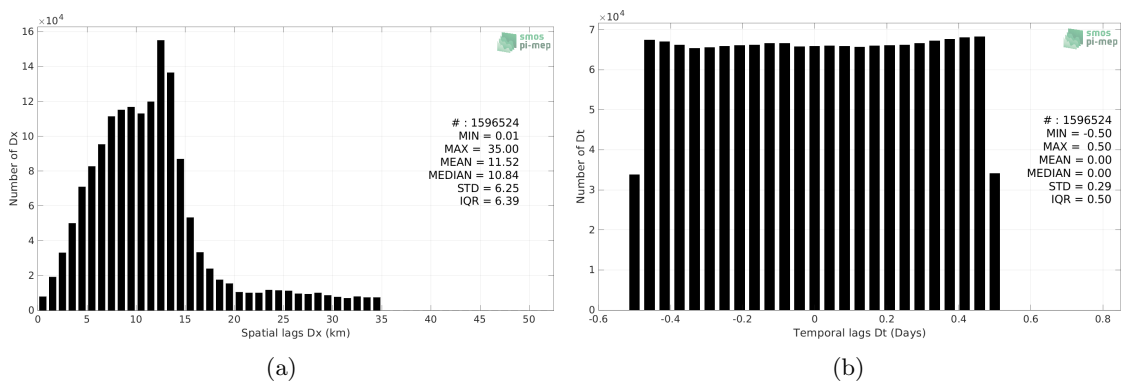 ×10⁴
16
14
12
10
8
6
4
2
0
Number of Dx
smos
pi-mep
# : 1596524
MIN = 0.01
MAX = 35.00
MEAN = 11.52
MEDIAN = 10.84
STD = 6.25
IQR = 6.39
0 5 10 15 20 25 30 35 40 45 50
Spatial lags Dx (km)
(a)
×10⁴
7
6
5
4
3
2
1
0
Number of Dt
smos
pi-mep
# : 1596524
MIN = -0.50
MAX = 0.50
MEAN = 0.00
MEDIAN = 0.00
STD = 0.29
IQR = 0.50
-0.6 -0.4 -0.2 0 0.2 0.4 0.6 0.8
Temporal lags Dt (Days)
(b)